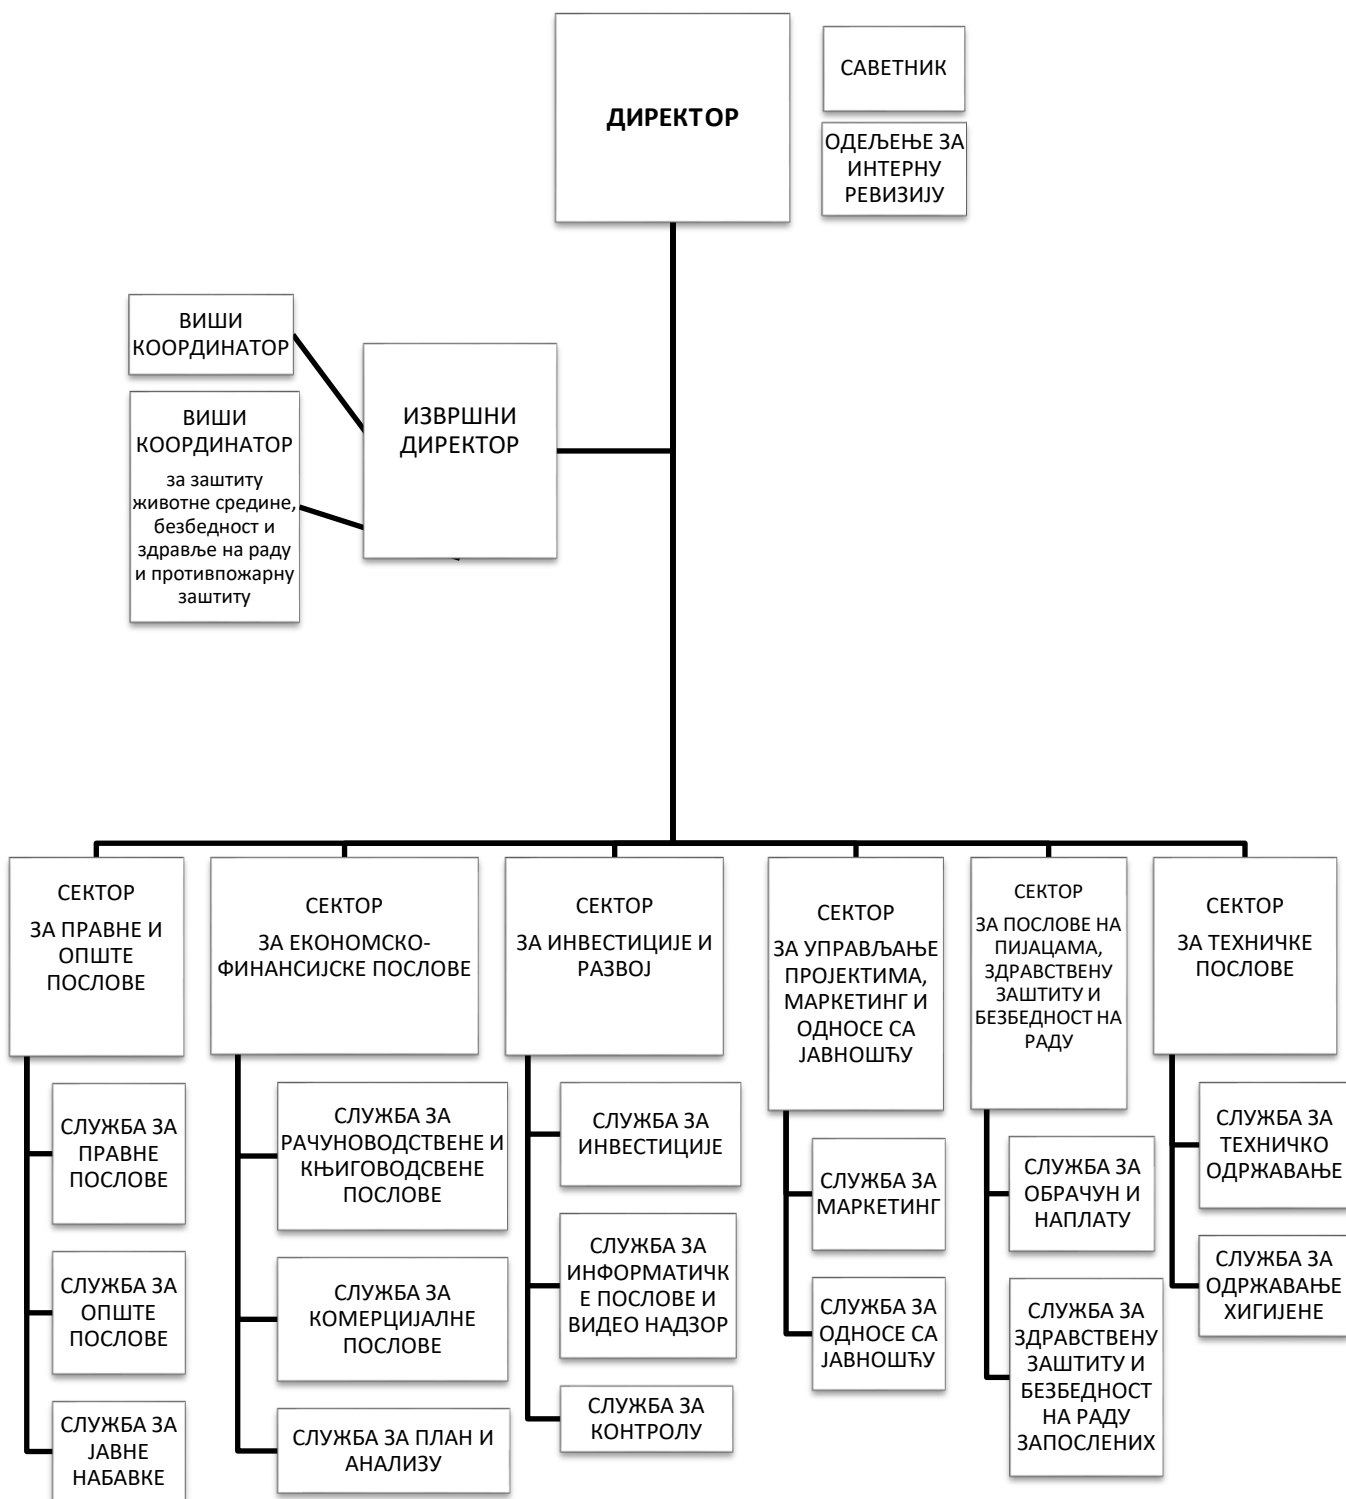 ДИРЕКТОР
САВЕТНИК
ОДЕЉЕЊЕ ЗА
ИНТЕРНУ
РЕВИЗИЈУ
ВИШИ
КООРДИНАТОР
ВИШИ
КООРДИНАТОР
за заштиту
животне средине,
безбедност и
здравље на раду
и противпожарну
заштиту
ИЗВРШНИ
ДИРЕКТОР
СЕКТОР
ЗА ПРАВНЕ И
ОПШТЕ
ПОСЛОВЕ
СЕКТОР
ЗА ЕКОНОМСКО-
ФИНАНСИЈСКЕ ПОСЛОВЕ
СЕКТОР
ЗА ИНВЕСТИЦИЈЕ И
РАЗВОЈ
СЕКТОР
ЗА УПРАВЉАЊЕ
ПРОЈЕКТИМА,
МАРКЕТИНГ И
ОДНОСЕ СА
ЈАВНОШЋУ
СЕКТОР
ЗА ПОСЛОВЕ НА
ПИЈАЦАМА,
ЗДРАВСТВЕНУ
ЗАШТИТУ И
БЕЗБЕДНОСТ НА
РАДУ
СЕКТОР
ЗА ТЕХНИЧКЕ
ПОСЛОВЕ
СЛУЖБА ЗА
ПРАВНЕ
ПОСЛОВЕ
СЛУЖБА ЗА
ОПШТЕ
ПОСЛОВЕ
СЛУЖБА ЗА
ЈАВНЕ
НАБАВКЕ
СЛУЖБА ЗА
РАЧУНОВОДСТВЕНЕ И
КЊИГОВОДСВЕНЕ
ПОСЛОВЕ
СЛУЖБА ЗА
КОМЕРЦИЈАЛНЕ
ПОСЛОВЕ
СЛУЖБА ЗА ПЛАН И
АНАЛИЗУ
СЛУЖБА ЗА
ИНВЕСТИЦИЈЕ
СЛУЖБА ЗА
ИНФОРМАТИЧК
Е ПОСЛОВЕ И
ВИДЕО НАДЗОР
СЛУЖБА ЗА
КОНТРОЛУ
СЛУЖБА ЗА
МАРКЕТИНГ
СЛУЖБА ЗА
ОДНОСЕ СА
ЈАВНОШЋУ
СЛУЖБА ЗА
ОБРАЧУН И
НАПЛАТУ
СЛУЖБА ЗА
ЗДРАВСТВЕНУ
ЗАШТИТУ И
БЕЗБЕДНОСТ
НА РАДУ
ЗАПОСЛЕНИХ
СЛУЖБА ЗА
ТЕХНИЧКО
ОДРЖАВАЊЕ
СЛУЖБА ЗА
ОДРЖАВАЊЕ
ХИГИЈЕНЕ